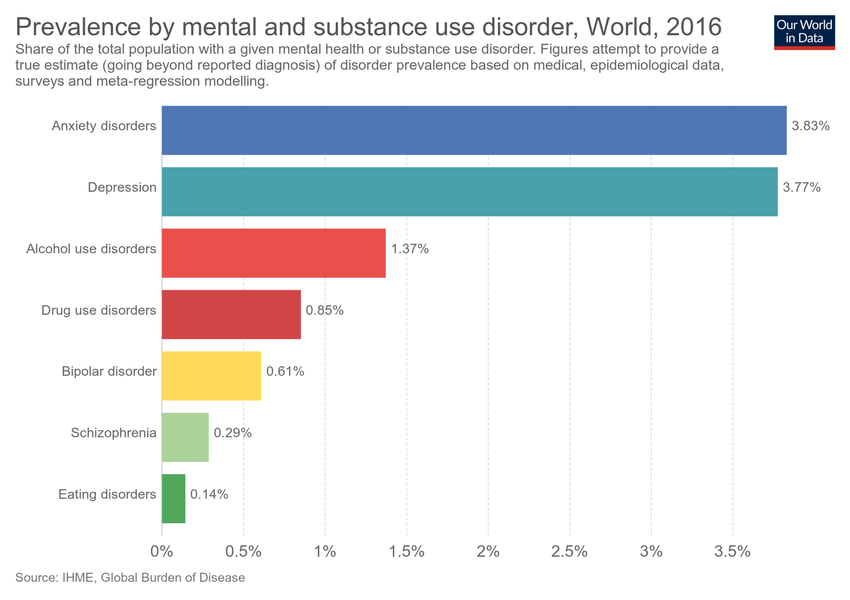 Prevalence by mental and substance use disorder, World, 2016
Our World
in Data
Share of the total population with a given mental health or substance use disorder. Figures attempt to provide a
true estimate (going beyond reported diagnosis) of disorder prevalence based on medical, epidemiological data,
surveys and meta-regression modelling.
Anxiety disorders 3.83%
Depression 3.77%
Alcohol use disorders 1.37%
Drug use disorders 0.85%
Bipolar disorder 0.61%
Schizophrenia 0.29%
Eating disorders 0.14%
0% 0.5% 1% 1.5% 2% 2.5% 3% 3.5%
Source: IHME, Global Burden of Disease